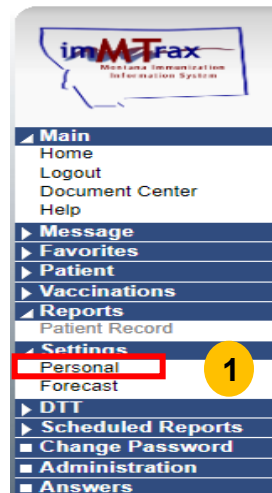 imMTrax
Montana Immunization
Information System
Main
Home
Logout
Document Center
Help
Message
Favorites
Patient
Vaccinations
Reports
Patient Record
Settings
Personal
1
Forecast
DTT
Scheduled Reports
Change Password
Administration
Answers